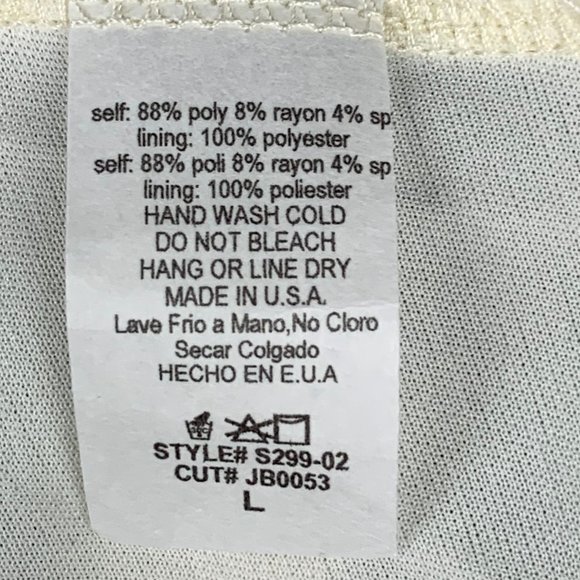 self: 88% poly 8% rayon 4% sp
lining: 100% polyester
self: 88% poli 8% rayon 4% sp
lining: 100% poliester
HAND WASH COLD
DO NOT BLEACH
HANG OR LINE DRY
MADE IN U.S.A.
Lave Frio a Mano,No Cloro
Secar Colgado
HECHO EN E.U.A
STYLE# S299-02
CUT# JB0053
L